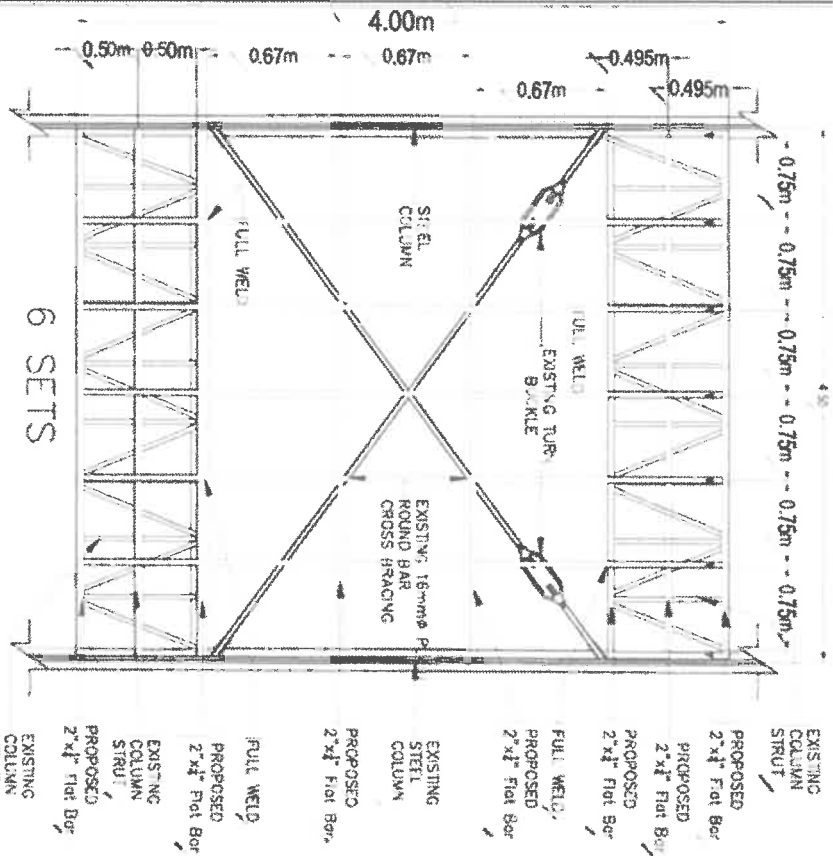 4.00m
0.50m
0.50m
0.67m
0.67m
0.495m
0.67m
0.495m
0.75m
0.75m
0.75m
0.75m
0.75m
0.75m
STEEL
COLUMN
FULL WELD
FULL WELD
EXISTING TURN
BUCKLE
EXISTING 16mmø
ROUND BAR
CROSS BRACING
6 SETS
EXISTING
COLUMN
STRUT
PROPOSED
2"x¼" Flat Bar
PROPOSED
2"x¼" Flat Bar
PROPOSED
2"x¼" Flat Bar
FULL WELD
PROPOSED
2"x¼" Flat Bar
EXISTING
STEEL
COLUMN
PROPOSED
2"x¼" Flat Bar
FULL WELD
PROPOSED
2"x¼" Flat Bar
EXISTING
COLUMN
STRUT
PROPOSED
2"x¼" Flat Bar
EXISTING
COLUMN